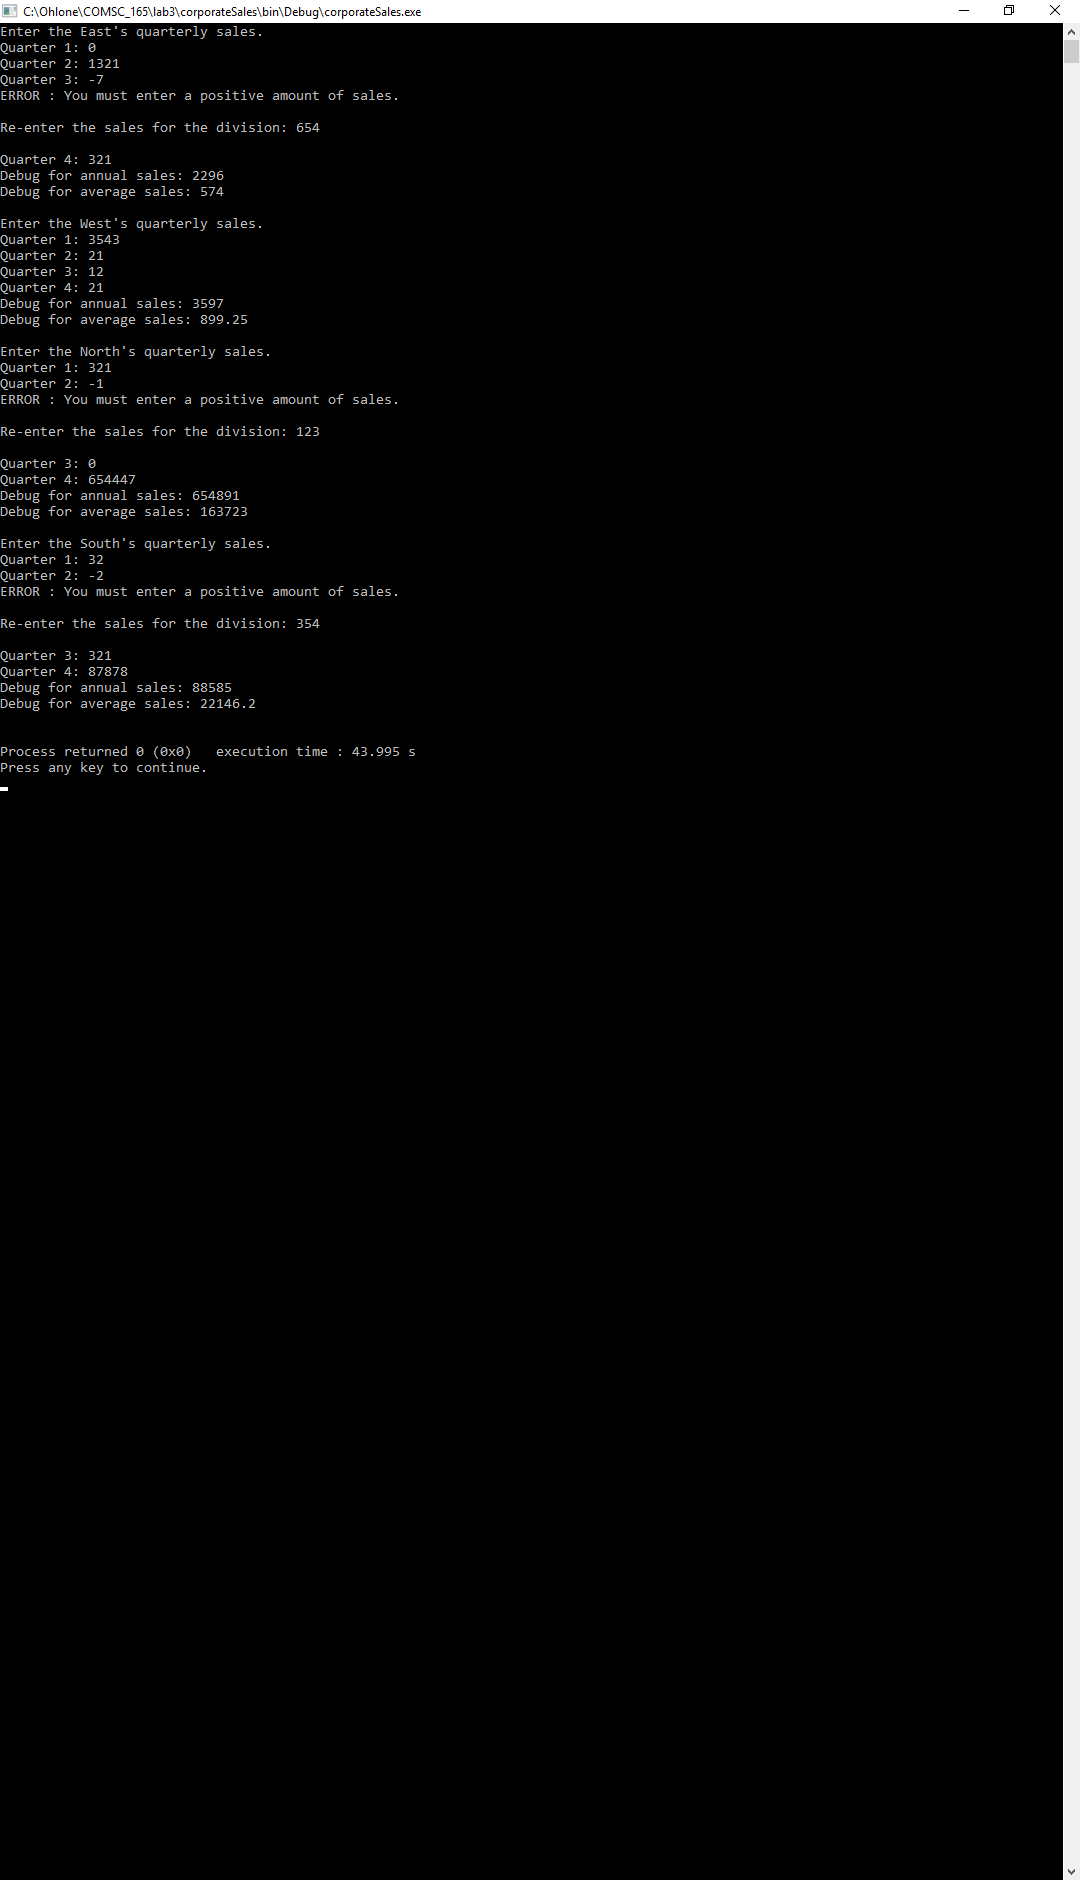 C:\Ohlone\COMSC_165\lab3\corporateSales\bin\Debug\corporateSales.exe
Enter the East's quarterly sales.
Quarter 1: 0
Quarter 2: 1321
Quarter 3: -7
ERROR : You must enter a positive amount of sales.
Re-enter the sales for the division: 654
Quarter 4: 321
Debug for annual sales: 2296
Debug for average sales: 574
Enter the West's quarterly sales.
Quarter 1: 3543
Quarter 2: 21
Quarter 3: 12
Quarter 4: 21
Debug for annual sales: 3597
Debug for average sales: 899.25
Enter the North's quarterly sales.
Quarter 1: 321
Quarter 2: -1
ERROR : You must enter a positive amount of sales.
Re-enter the sales for the division: 123
Quarter 3: 0
Quarter 4: 654447
Debug for annual sales: 654891
Debug for average sales: 163723
Enter the South's quarterly sales.
Quarter 1: 32
Quarter 2: -2
ERROR : You must enter a positive amount of sales.
Re-enter the sales for the division: 354
Quarter 3: 321
Quarter 4: 87878
Debug for annual sales: 88585
Debug for average sales: 22146.2
Process returned 0 (0x0)   execution time : 43.995 s
Press any key to continue.